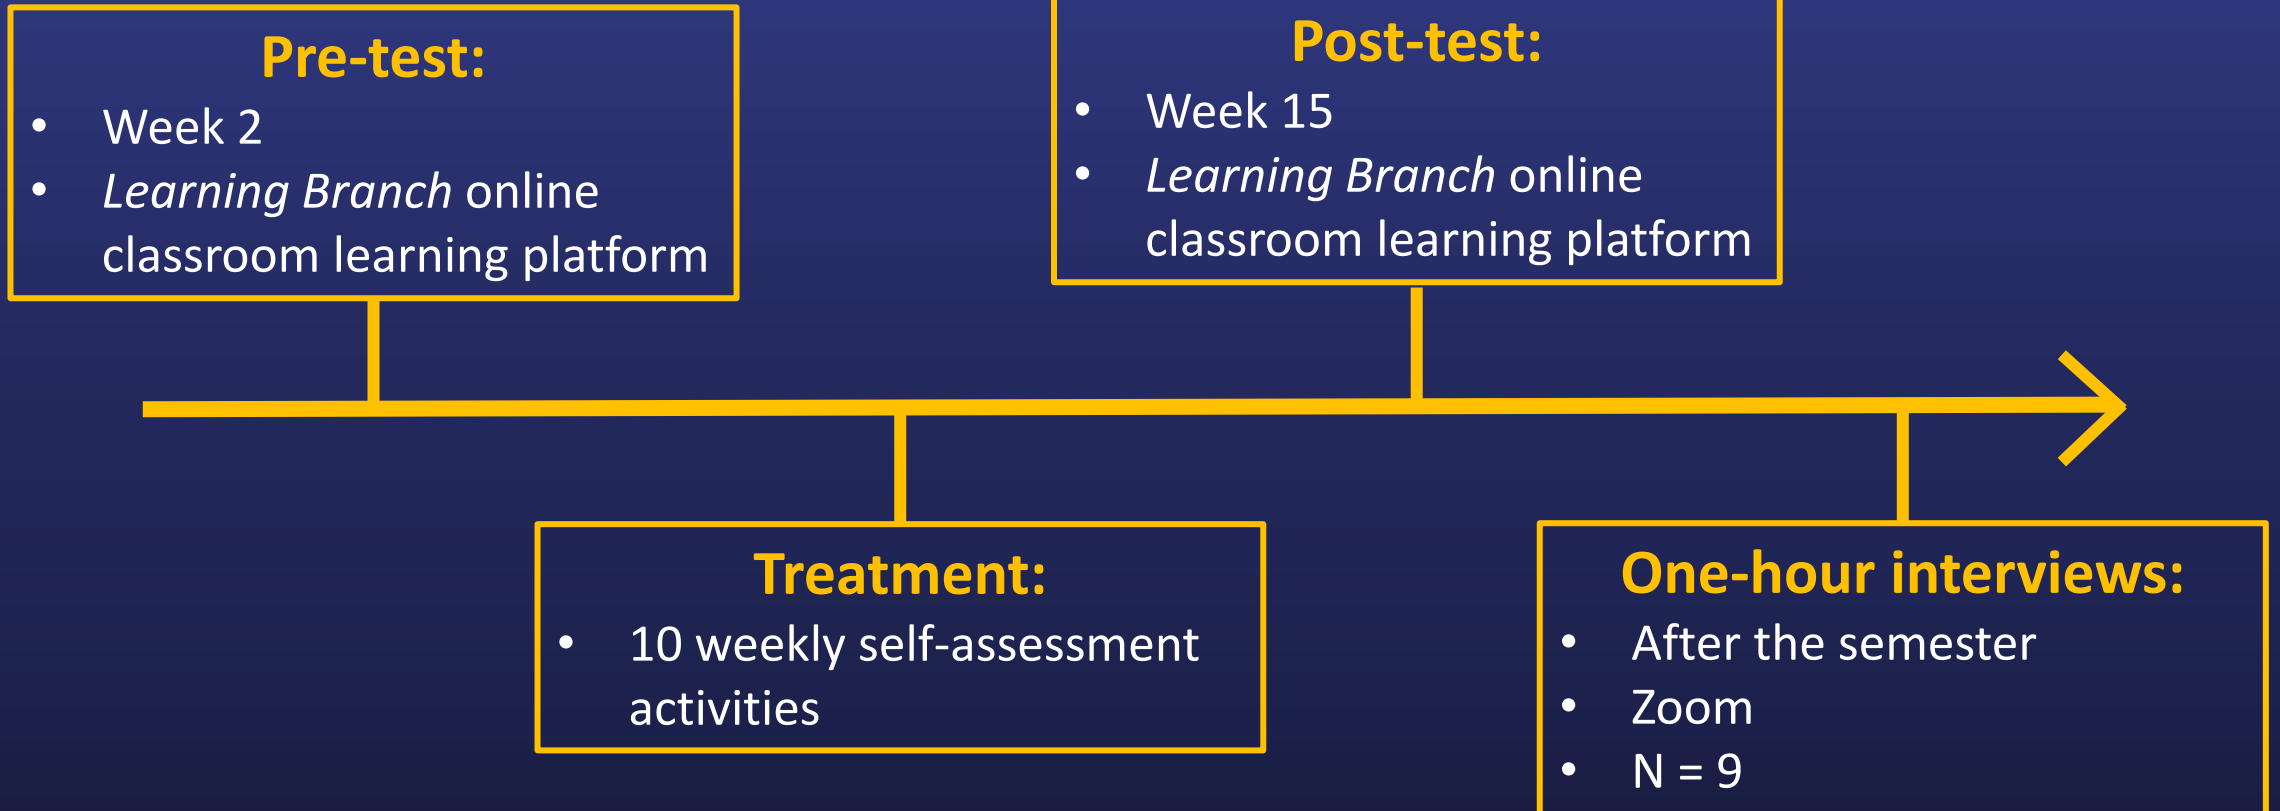 Pre-test:
• Week 2
• Learning Branch online
classroom learning platform
Post-test:
• Week 15
• Learning Branch online
classroom learning platform
Treatment:
• 10 weekly self-assessment
activities
One-hour interviews:
• After the semester
• Zoom
• N = 9